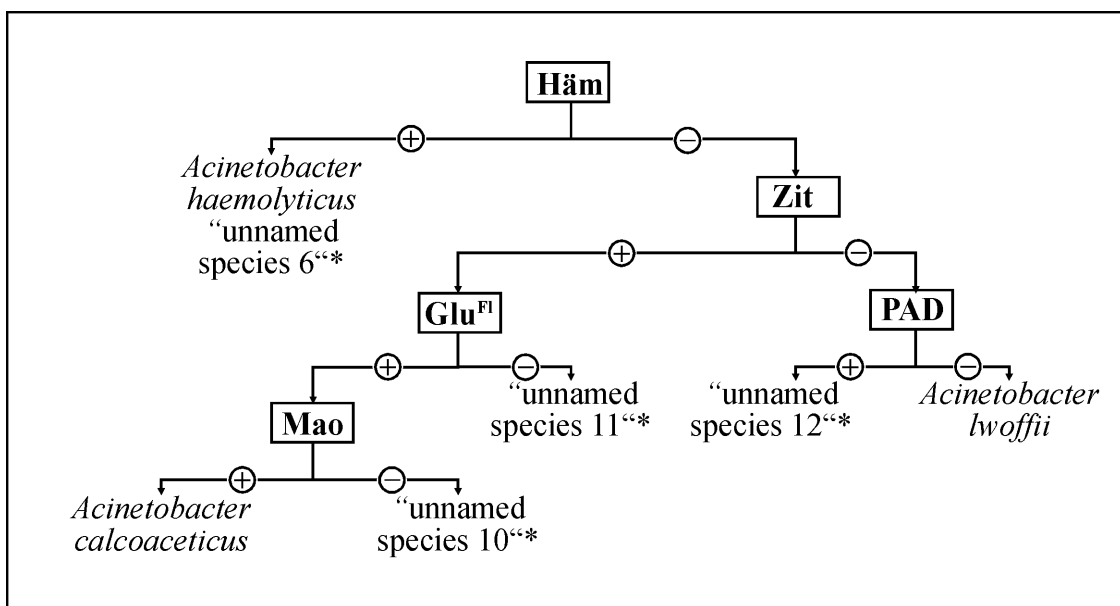 Häm
+
−
Acinetobacter
haemolyticus
“unnamed
species 6“*
Zit
+
−
Glu^Fl
PAD
+
−
+
−
Mao
“unnamed
species 11“*
“unnamed
species 12“*
Acinetobacter
lwoffii
+
−
Acinetobacter
calcoaceticus
“unnamed
species 10“*